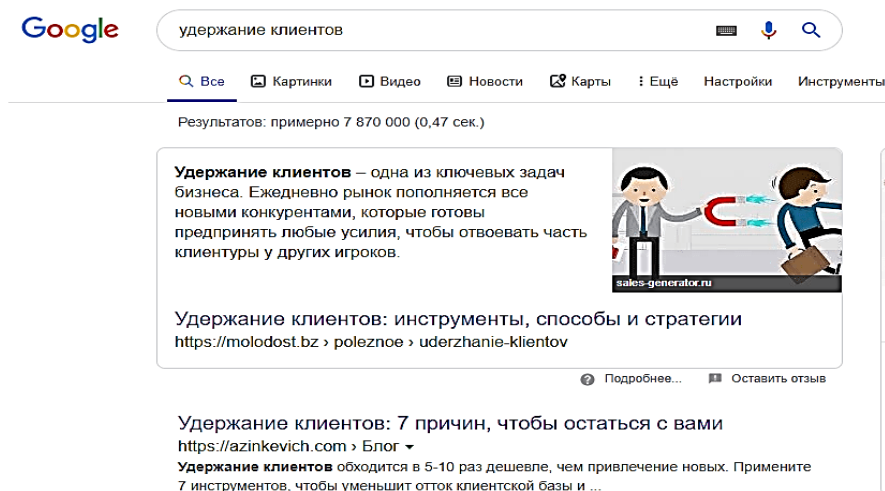 Google
удержание клиентов
Все Картинки Видео Новости Карты Ещё Настройки Инструменты
Результатов: примерно 7 870 000 (0,47 сек.)
Удержание клиентов – одна из ключевых задач
бизнеса. Ежедневно рынок пополняется все
новыми конкурентами, которые готовы
предпринять любые усилия, чтобы отвоевать часть
клиентуры у других игроков.
sales-generator.ru
Удержание клиентов: инструменты, способы и стратегии
https://molodost.bz › poleznoe › uderzhanie-klientov
Подробнее... Оставить отзыв
Удержание клиентов: 7 причин, чтобы остаться с вами
https://azinkevich.com › Блог
Удержание клиентов обходится в 5-10 раз дешевле, чем привлечение новых. Примените
7 инструментов, чтобы уменьшит отток клиентской базы и ...